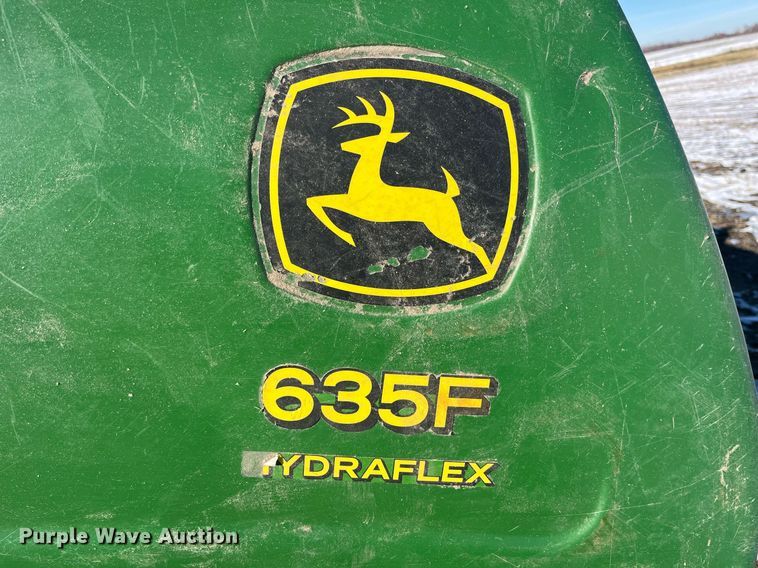 635F
YDRAFLEX
Purple Wave Auction